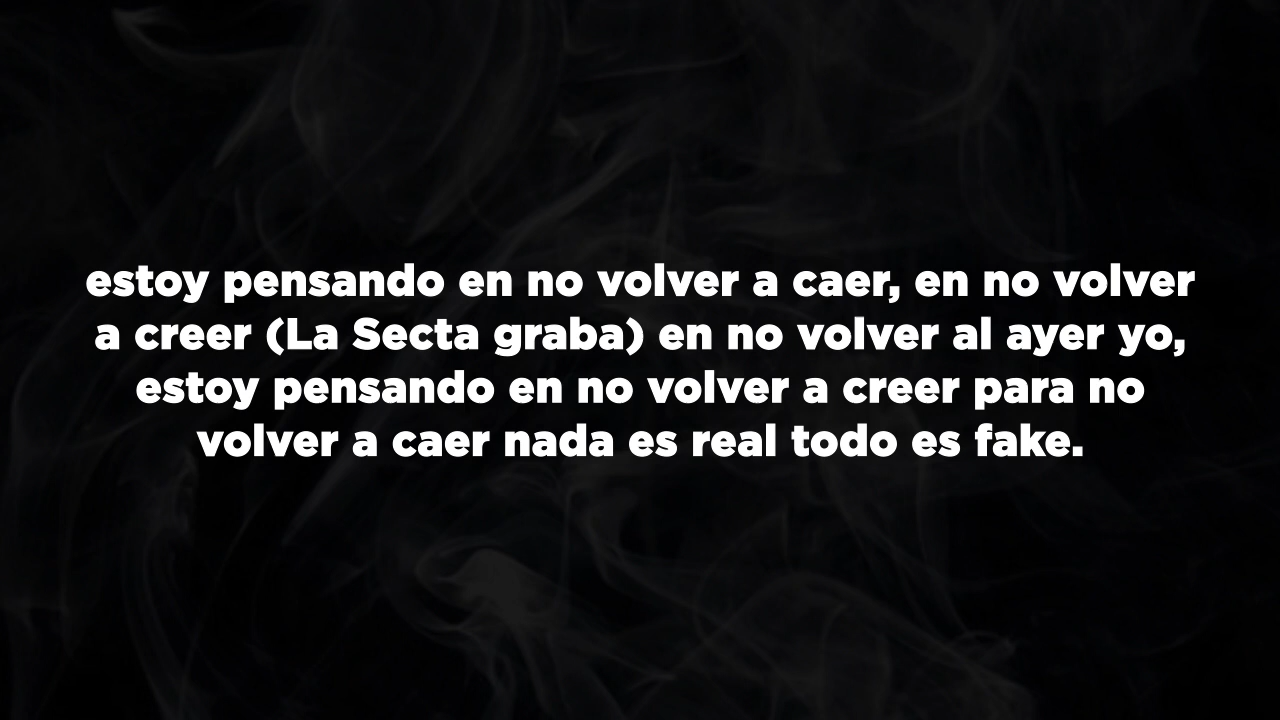 estoy pensando en no volver a caer, en no volver
a creer (La Secta graba) en no volver al ayer yo,
estoy pensando en no volver a creer para no
volver a caer nada es real todo es fake.